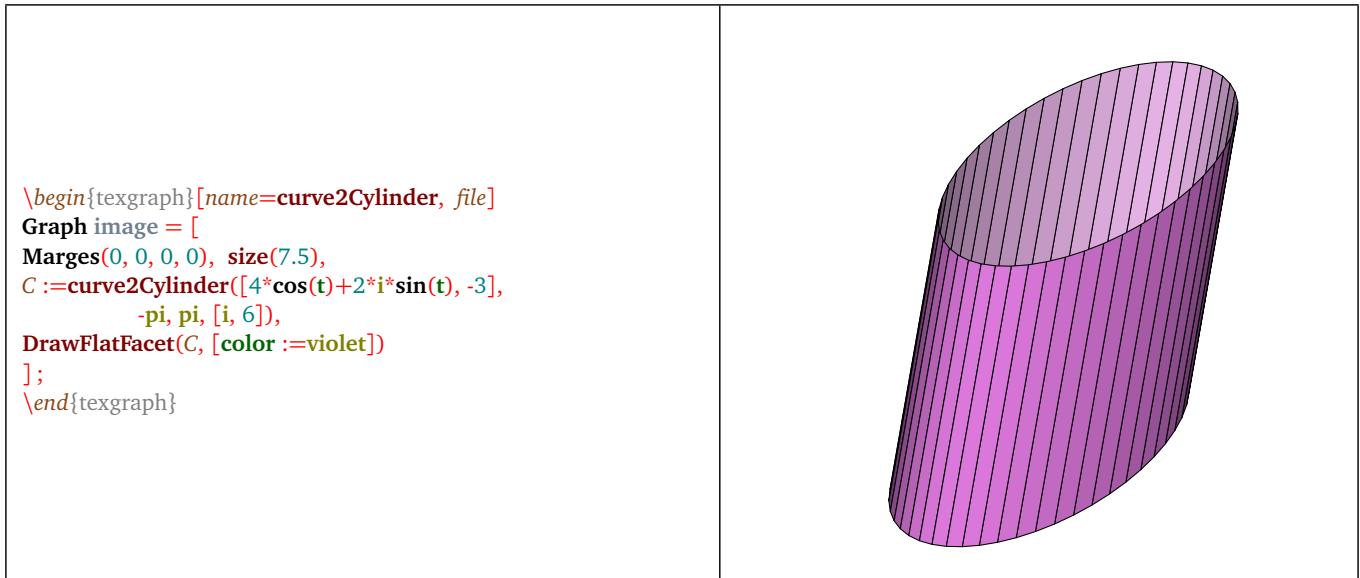 \begin{texgraph}[name=curve2Cylinder, file]
Graph image = [
Marges(0, 0, 0, 0), size(7.5),
C :=curve2Cylinder([4*cos(t)+2*i*sin(t), -3],
-pi, pi, [i, 6]),
DrawFlatFacet(C, [color :=violet])
] ;
\end{texgraph}